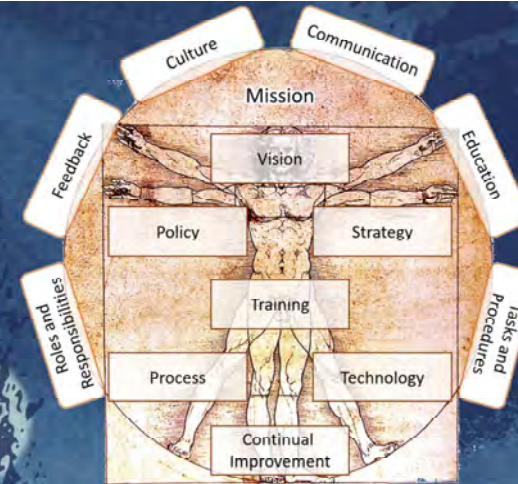 Culture
Communication
Mission
Feedback
Education
Vision
Policy
Strategy
Training
Roles and
Responsibilities
Tasks and
Procedures
Process
Technology
Continual
Improvement